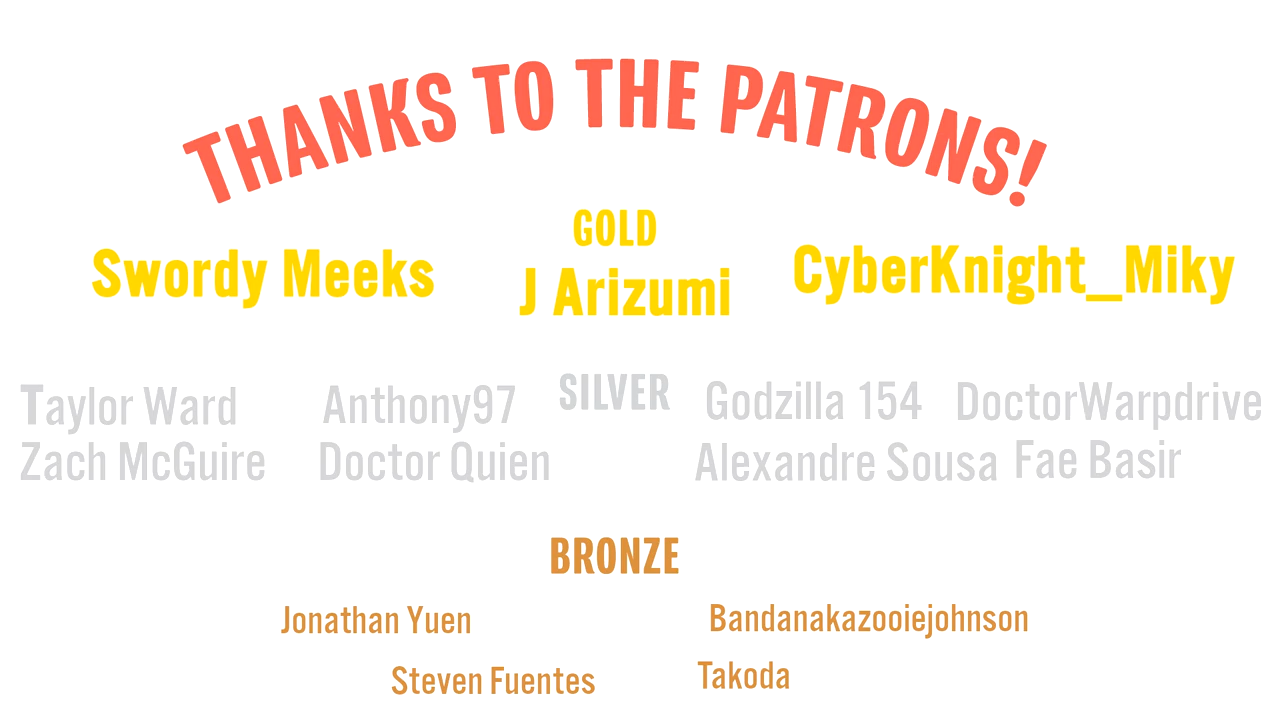 THANKS TO THE PATRONS!
GOLD
Swordy Meeks
J Arizumi
CyberKnight_Miky
SILVER
Taylor Ward
Anthony97
Godzilla 154
DoctorWarpdrive
Zach McGuire
Doctor Quien
Alexandre Sousa
Fae Basir
BRONZE
Jonathan Yuen
Bandanakazooiejohnson
Steven Fuentes
Takoda